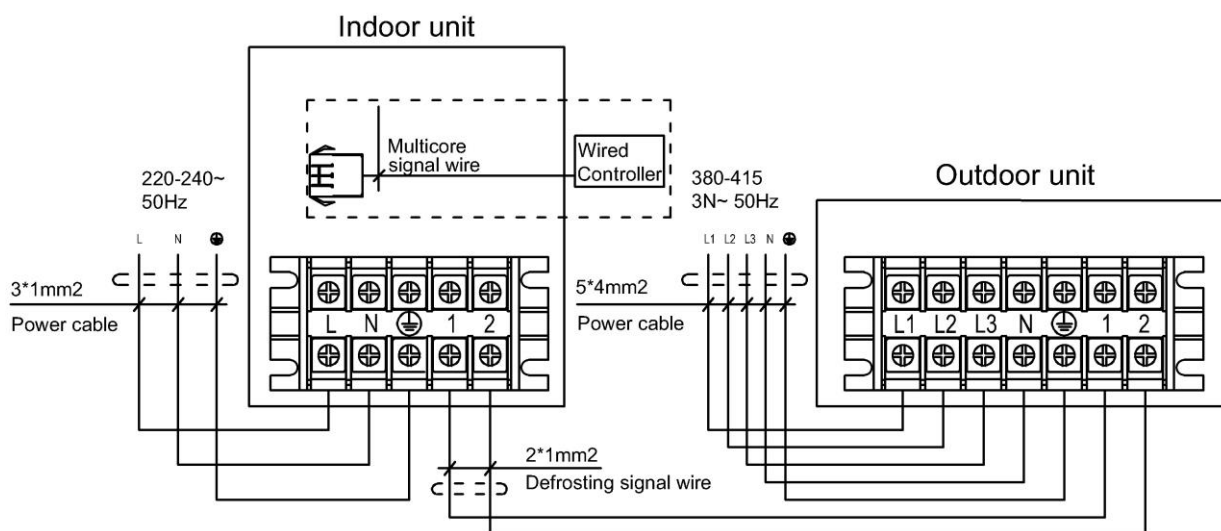 Indoor unit
Multicore
signal wire
Wired
Controller
220-240~
50Hz
L N
3*1mm2
Power cable
L N 1 2
380-415
3N~ 50Hz
L1 L2 L3 N
5*4mm2
Power cable
Outdoor unit
L1 L2 L3 N 1 2
2*1mm2
Defrosting signal wire